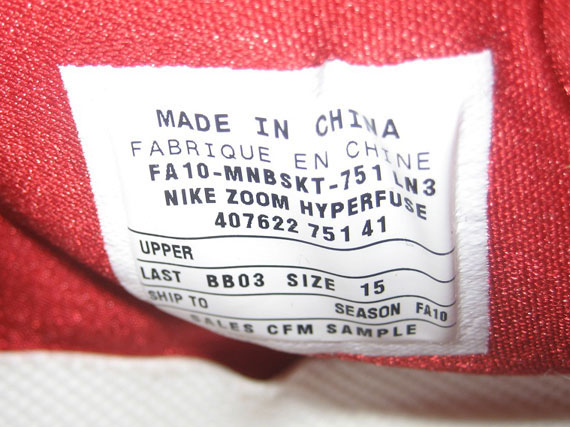 MADE IN CHINA
FABRIQUE EN CHINE
FA10-MNBSKT-751 LN3
NIKE ZOOM HYPERFUSE
407622 751 41
UPPER
LAST BB03 SIZE 15
SHIP TO SEASON FA10
SALES CFM SAMPLE